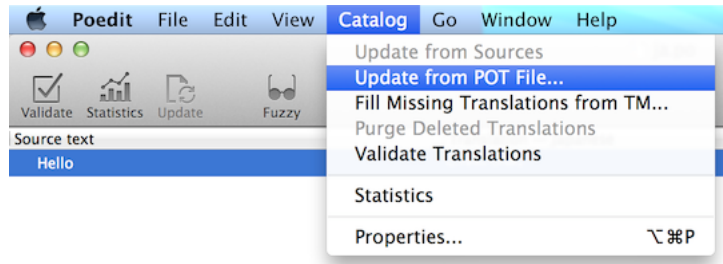 Poedit File Edit View Catalog Go Window Help
Update from Sources
Update from POT File...
Fill Missing Translations from TM...
Purge Deleted Translations
Validate Translations
Statistics
Properties... ⌥⌘P
Validate Statistics Update Fuzzy
Source text
Hello